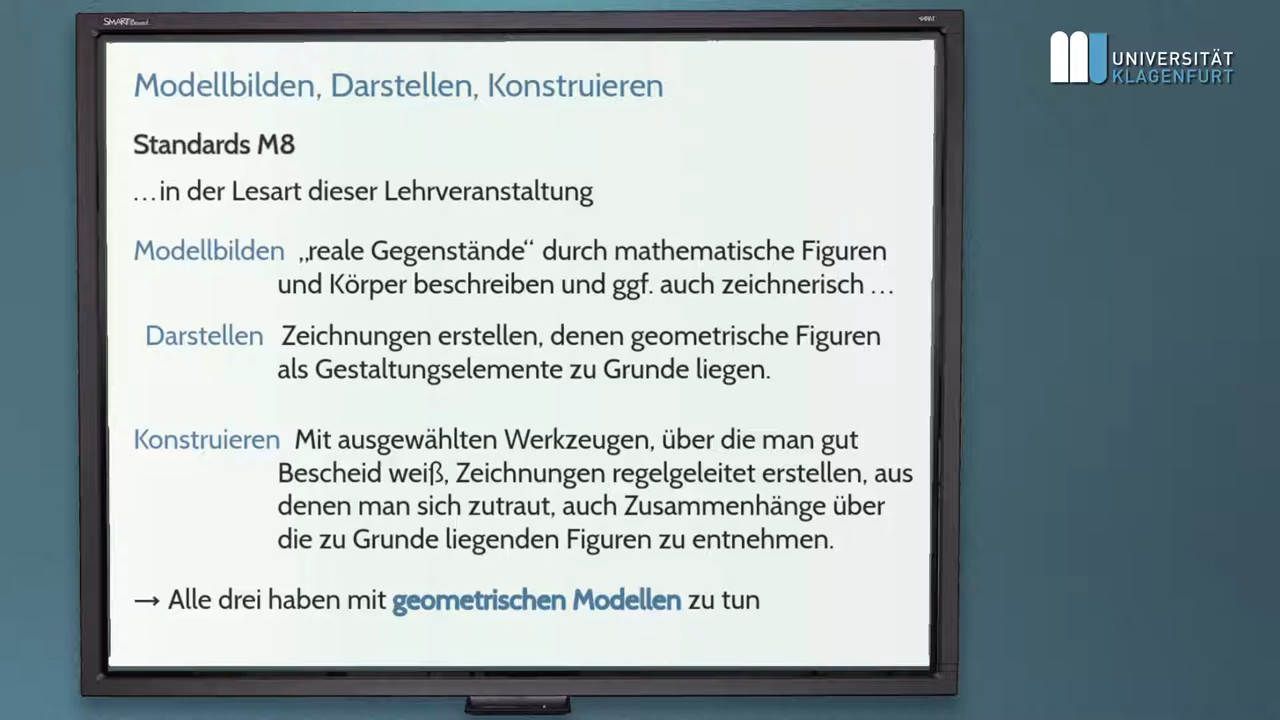 SMART Board
SMART
UNIVERSITÄT
KLAGENFURT
Modellbilden, Darstellen, Konstruieren
Standards M8
…in der Lesart dieser Lehrveranstaltung
Modellbilden „reale Gegenstände“ durch mathematische Figuren
und Körper beschreiben und ggf. auch zeichnerisch …
Darstellen Zeichnungen erstellen, denen geometrische Figuren
als Gestaltungselemente zu Grunde liegen.
Konstruieren Mit ausgewählten Werkzeugen, über die man gut
Bescheid weiß, Zeichnungen regelgeleitet erstellen, aus
denen man sich zutraut, auch Zusammenhänge über
die zu Grunde liegenden Figuren zu entnehmen.
→ Alle drei haben mit geometrischen Modellen zu tun